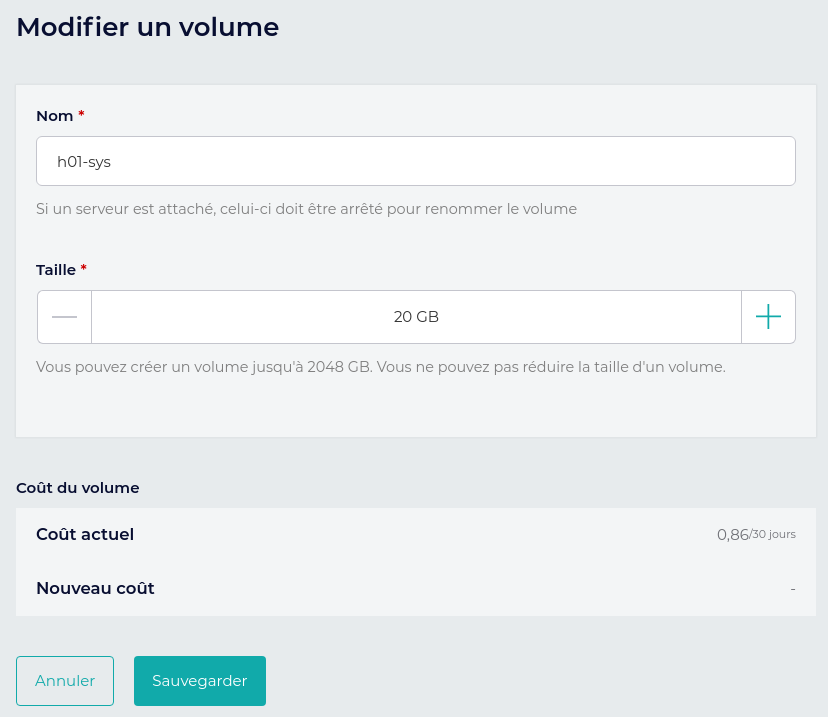 Modifier un volume
Nom *
h01-sys
Si un serveur est attaché, celui-ci doit être arrêté pour renommer le volume
Taille *
20 GB
Vous pouvez créer un volume jusqu'à 2048 GB. Vous ne pouvez pas réduire la taille d'un volume.
Coût du volume
Coût actuel 0,86/30 jours
Nouveau coût -
Annuler Sauvegarder